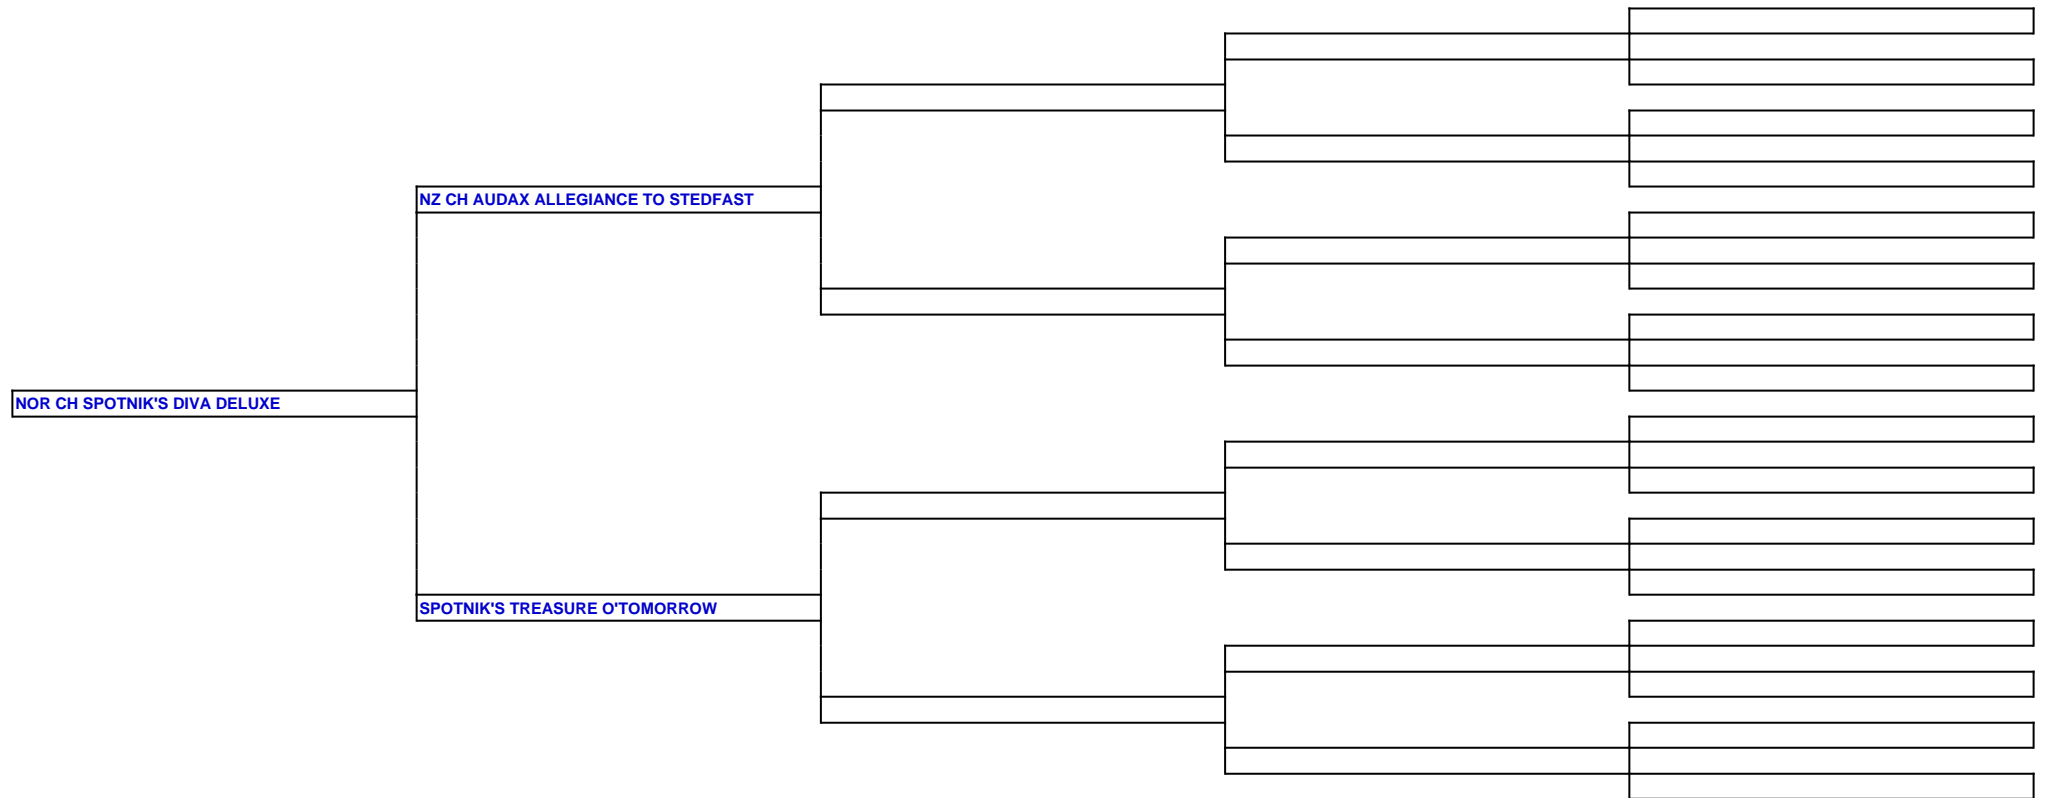 NZ CH AUDAX ALLEGIANCE TO STEDFAST
NOR CH SPOTNIK'S DIVA DELUXE
SPOTNIK'S TREASURE O'TOMORROW